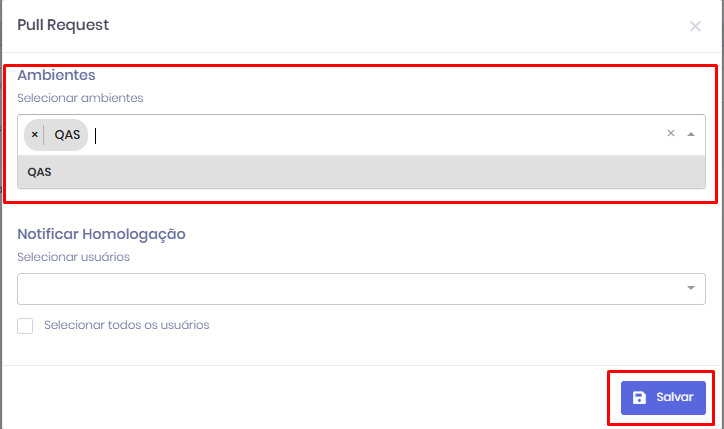 Pull Request
×
Ambientes
Selecionar ambientes
× QAS ×
QAS
Notificar Homologação
Selecionar usuários
Selecionar todos os usuários
Salvar